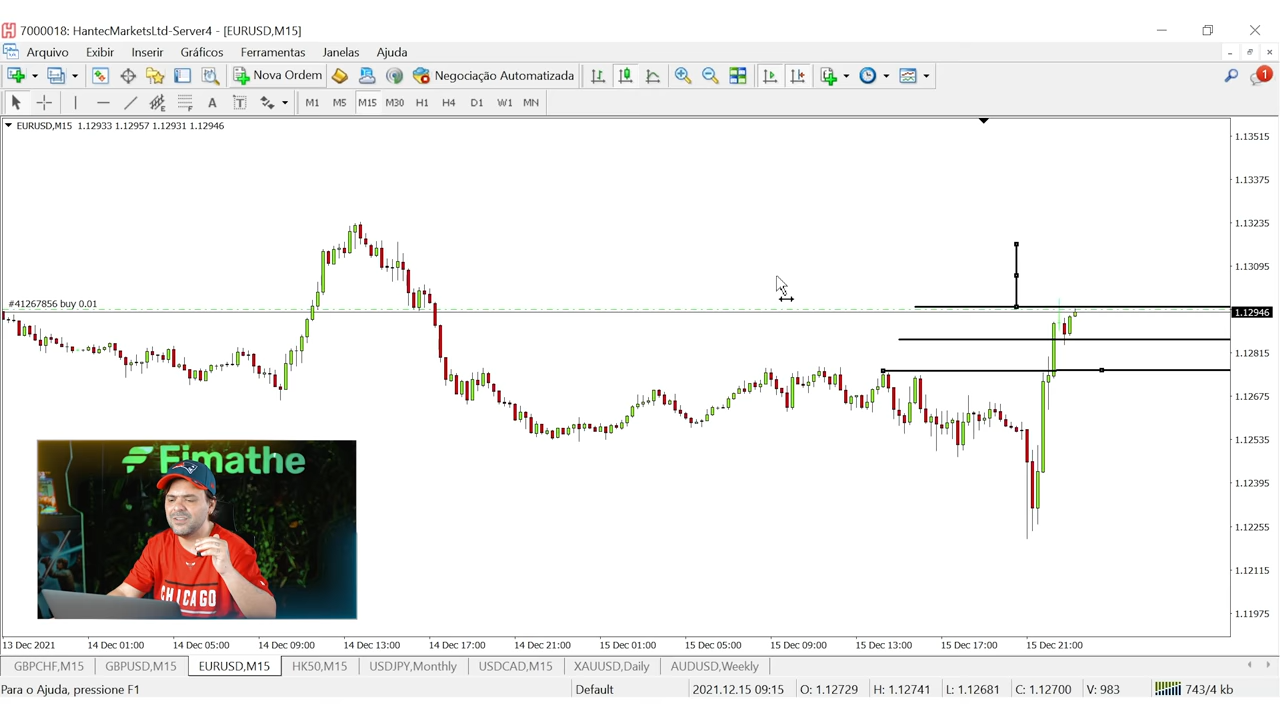 7000018: HantecMarketsLtd-Server4 - [EURUSD,M15]
Arquivo Exibir Inserir Gráficos Ferramentas Janelas Ajuda
Nova Ordem Negociação Automatizada 1
A T M1 M5 M15 M30 H1 H4 D1 W1 MN
EURUSD,M15 1.12933 1.12957 1.12931 1.12946
1.13515
1.13375
1.13235
1.13095
#41267856 buy 0.01
1.12946
1.12815
1.12675
1.12535
1.12395
1.12255
1.12115
1.11975
Fimathe
CHICAGO
13 Dec 2021 14 Dec 01:00 14 Dec 05:00 14 Dec 09:00 14 Dec 13:00 14 Dec 17:00 14 Dec 21:00 15 Dec 01:00 15 Dec 05:00 15 Dec 09:00 15 Dec 13:00 15 Dec 17:00 15 Dec 21:00
GBPCHF,M15 GBPUSD,M15 EURUSD,M15 HK50,M15 USDJPY,Monthly USDCAD,M15 XAUUSD,Daily AUDUSD,Weekly
Para o Ajuda, pressione F1 Default 2021.12.15 09:15 O: 1.12729 H: 1.12741 L: 1.12681 C: 1.12700 V: 983 743/4 kb